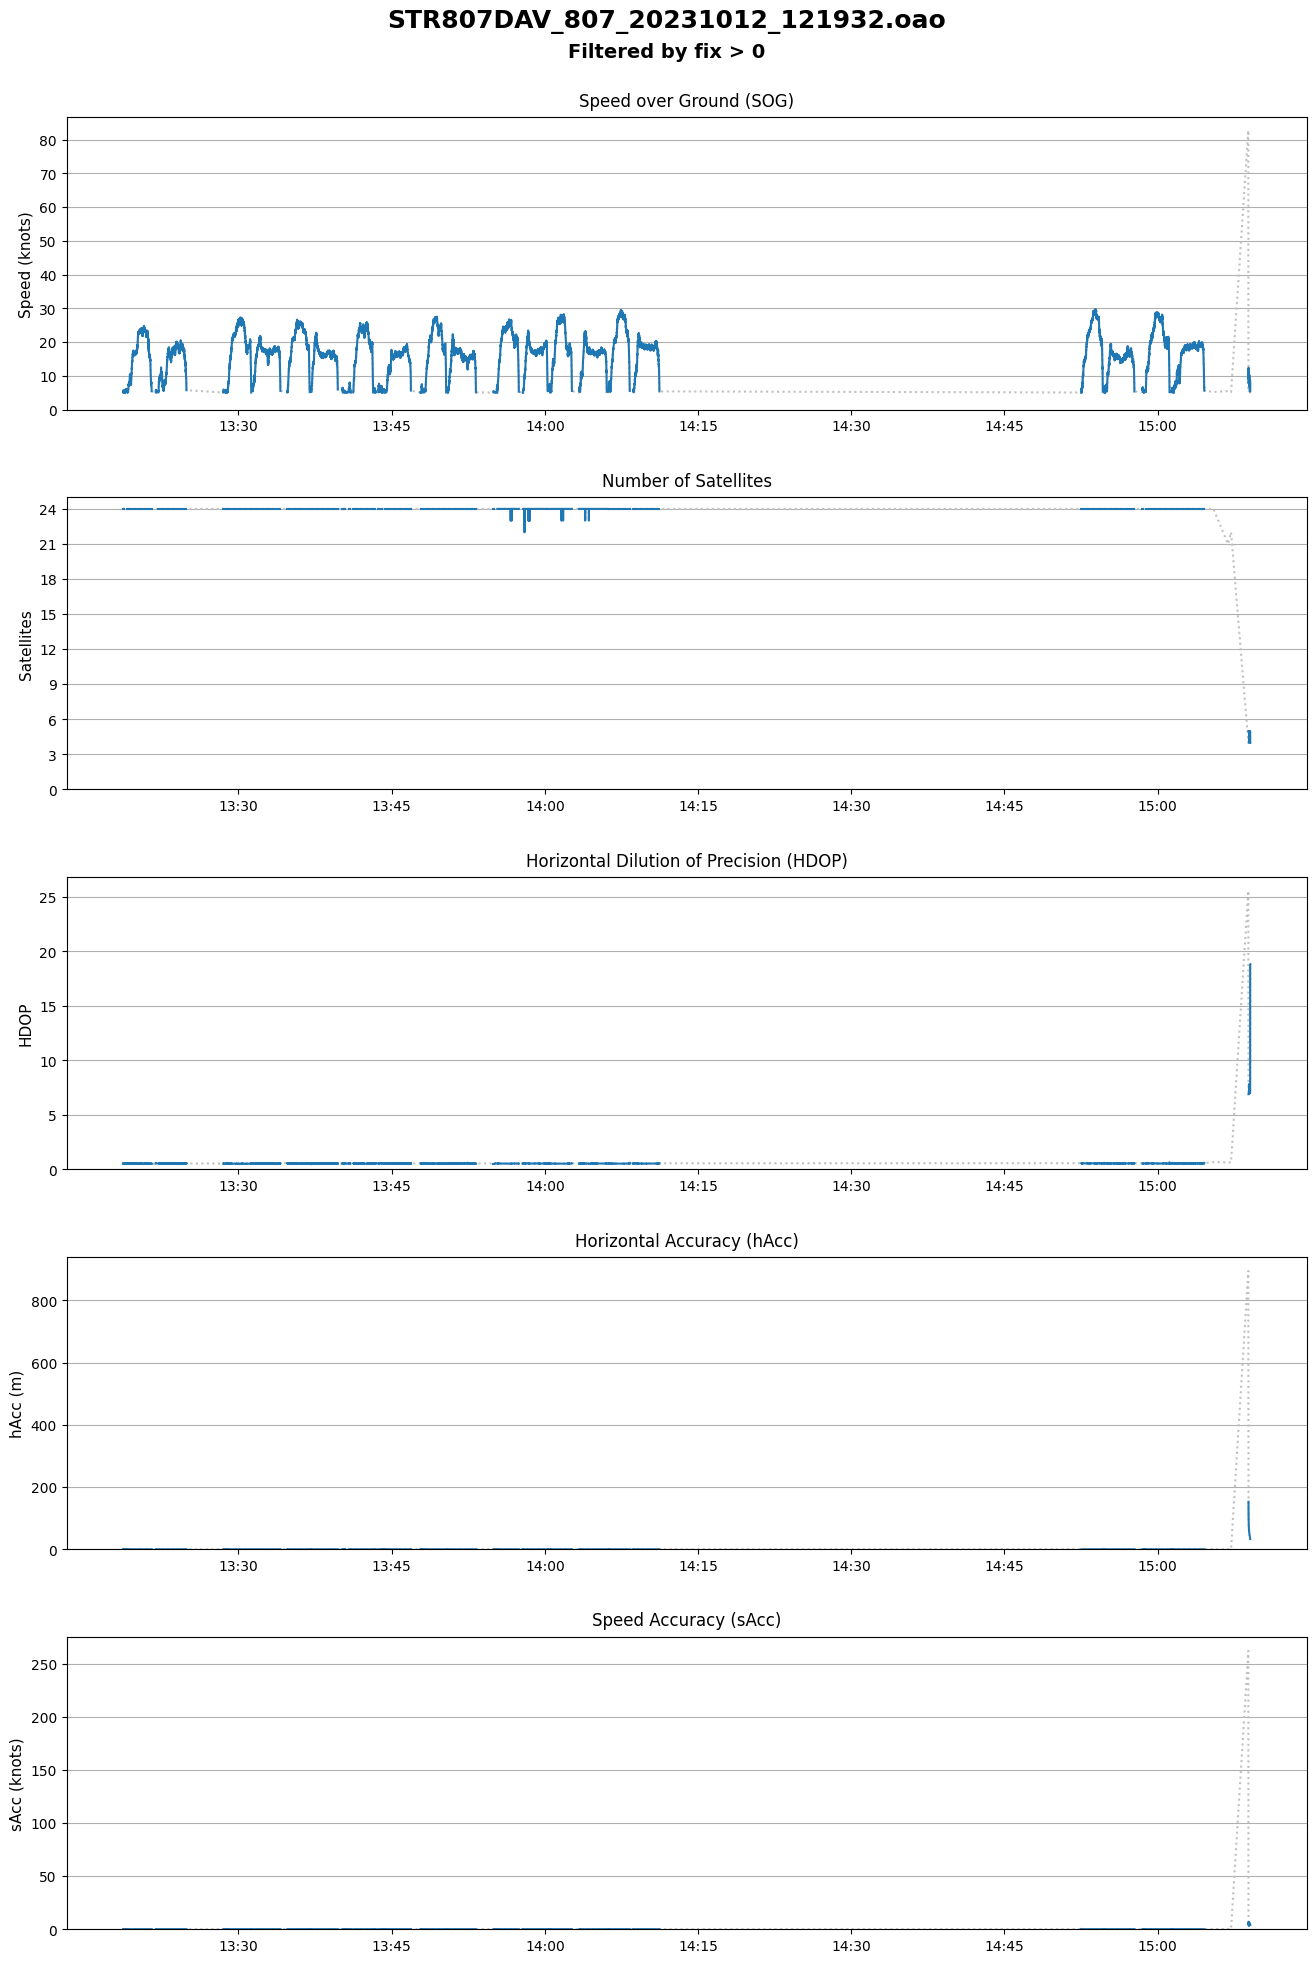 STR807DAV_807_20231012_121932.oao
Filtered by fix > 0
Speed over Ground (SOG)
Speed (knots)
80
70
60
50
40
30
20
10
0
13:30 13:45 14:00 14:15 14:30 14:45 15:00
Number of Satellites
Satellites
24
21
18
15
12
9
6
3
0
13:30 13:45 14:00 14:15 14:30 14:45 15:00
Horizontal Dilution of Precision (HDOP)
HDOP
25
20
15
10
5
0
13:30 13:45 14:00 14:15 14:30 14:45 15:00
Horizontal Accuracy (hAcc)
hAcc (m)
800
600
400
200
0
13:30 13:45 14:00 14:15 14:30 14:45 15:00
Speed Accuracy (sAcc)
sAcc (knots)
250
200
150
100
50
0
13:30 13:45 14:00 14:15 14:30 14:45 15:00